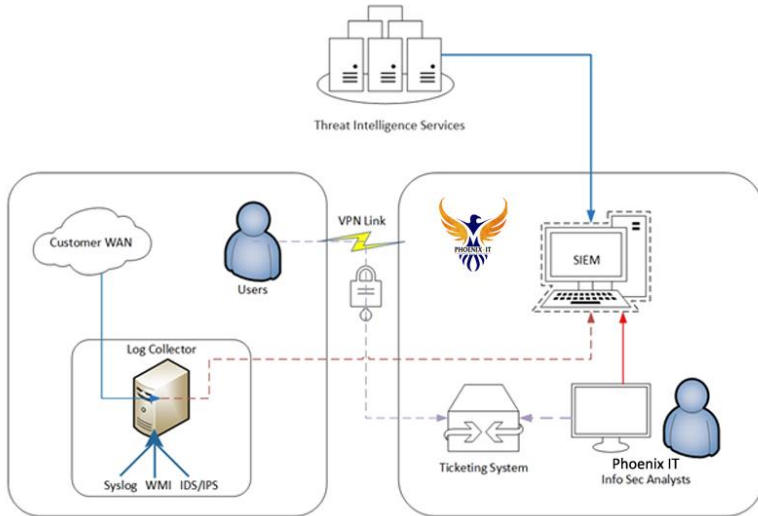 Threat Intelligence Services
VPN Link
Customer WAN
PHOENIX-IT
SIEM
Users
Log Collector
Syslog WMI IDS/IPS
Ticketing System
Phoenix IT
Info Sec Analysts